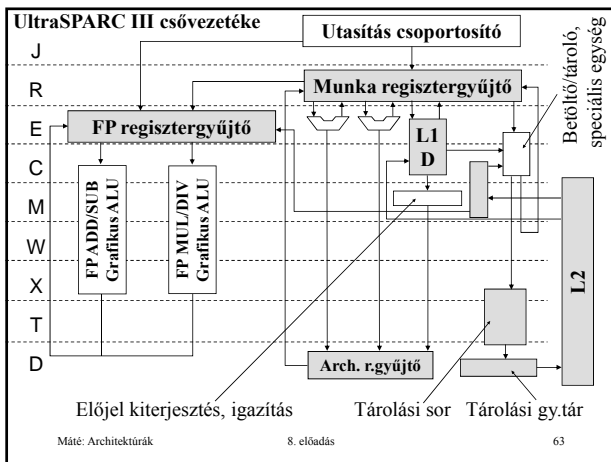 UltraSPARC III csővezetéke
Utasítás csoportosító
Betöltő/tároló,
speciális egység
J
R
Munka regisztergyűjtő
E
FP regisztergyűjtő
L1
D
C
M
FP ADD/SUB
Grafikus ALU
FP MUL/DIV
Grafikus ALU
W
L2
X
T
D
Arch. r.gyűjtő
Előjel kiterjesztés, igazítás
Tárolási sor
Tárolási gy.tár
Máté: Architektúrák
8. előadás
63